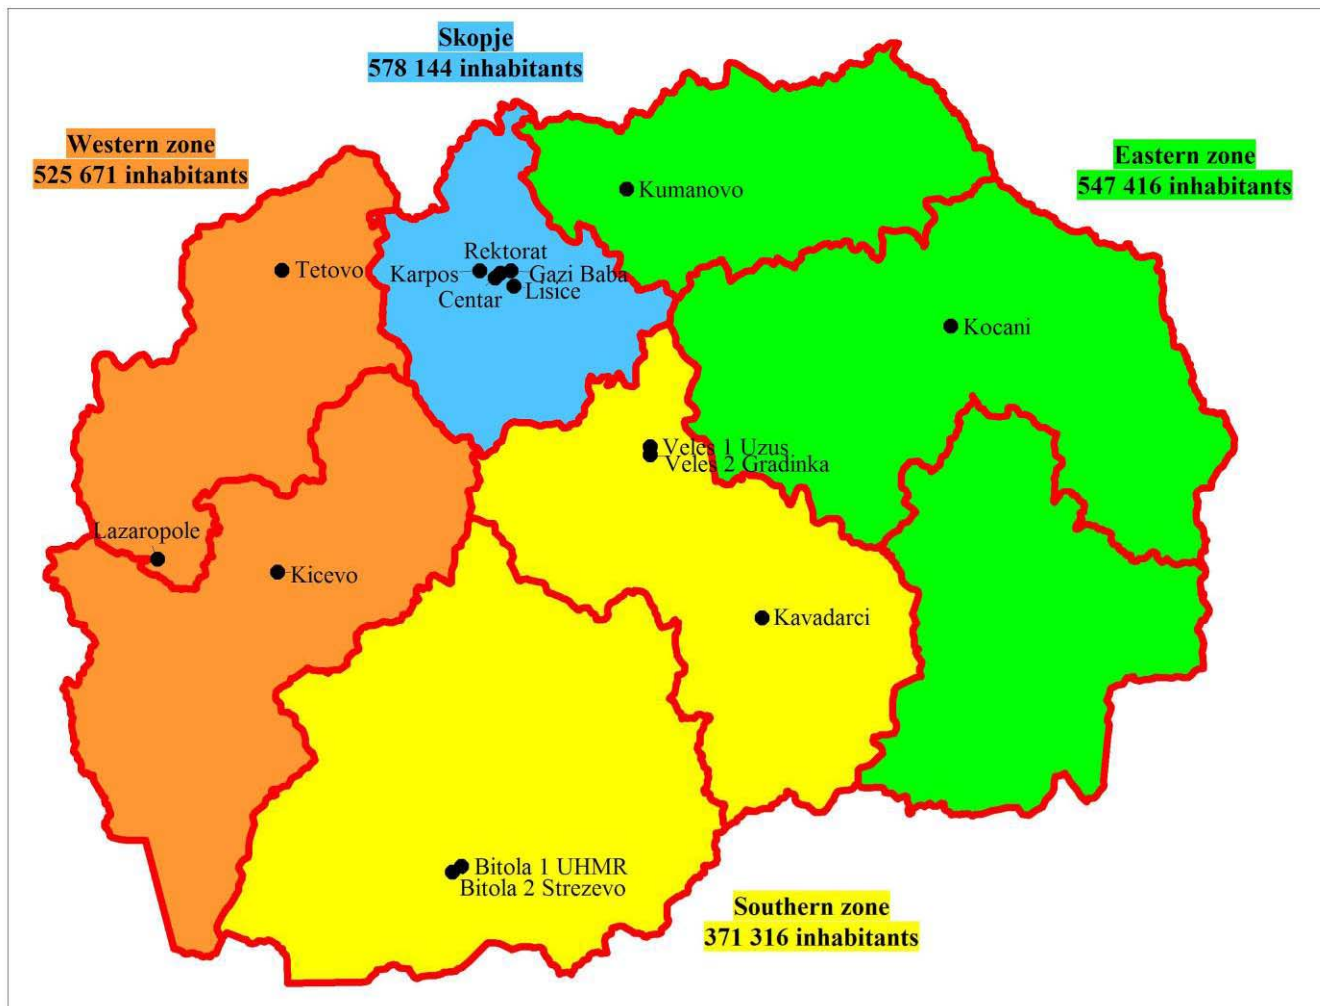 Skopje
578 144 inhabitants
Western zone
525 671 inhabitants
Eastern zone
547 416 inhabitants
Kumanovo
Rektorat
Tetovo
Karpos
Gazi Baba
Centar
Lisice
Kocani
Veles 1 Uzus
Veles 2 Gradinka
Lazaropole
Kicevo
Kavadarci
Bitola 1 UHMR
Bitola 2 Strezevo
Southern zone
371 316 inhabitants